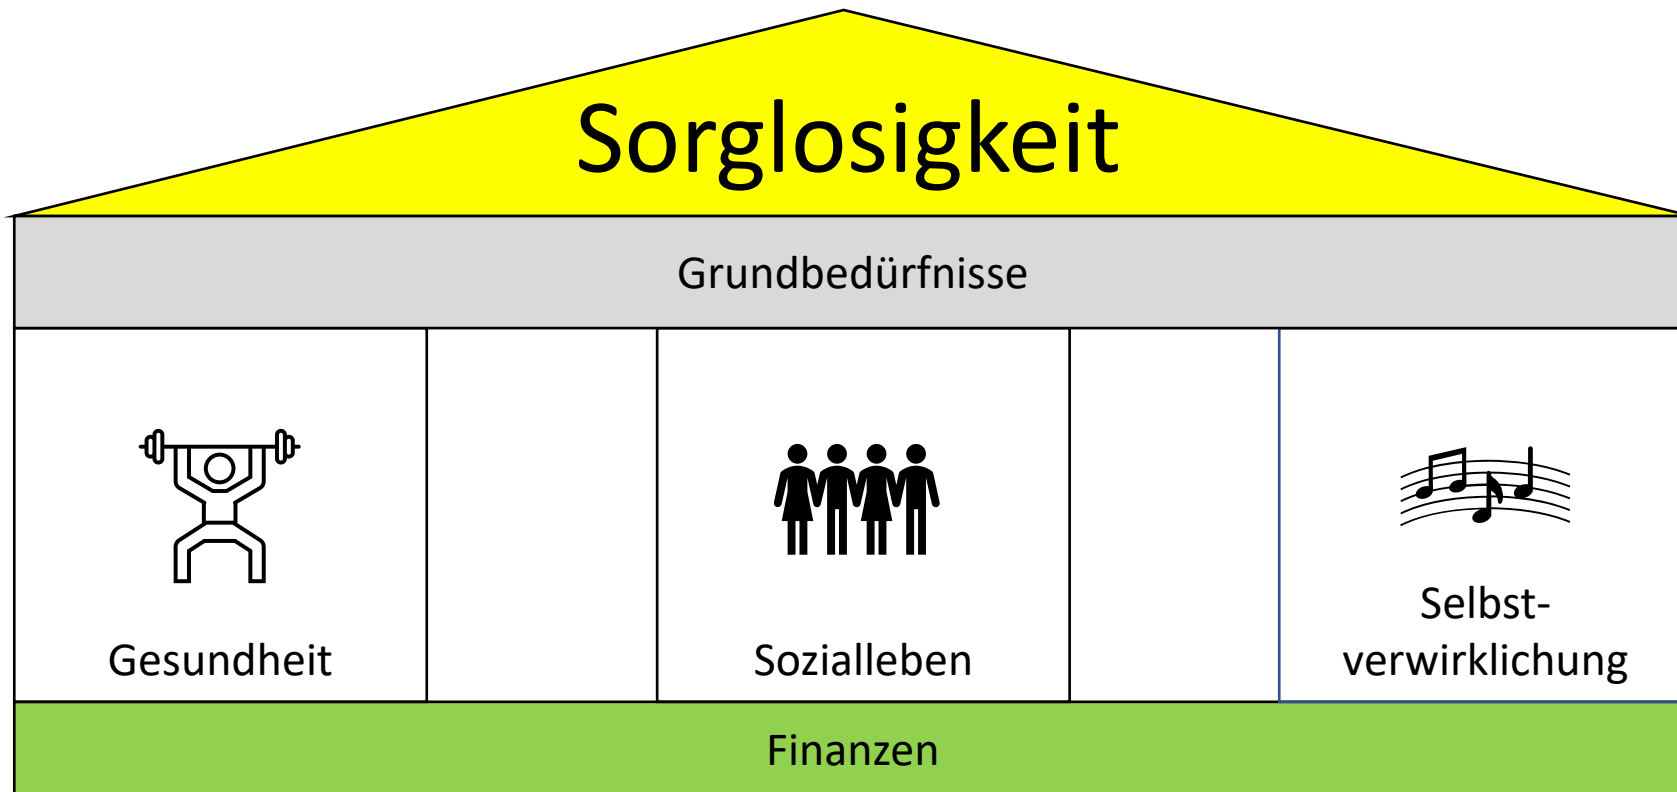 Sorglosigkeit
Grundbedürfnisse
Gesundheit
Sozialleben
Selbst-
verwirklichung
Finanzen